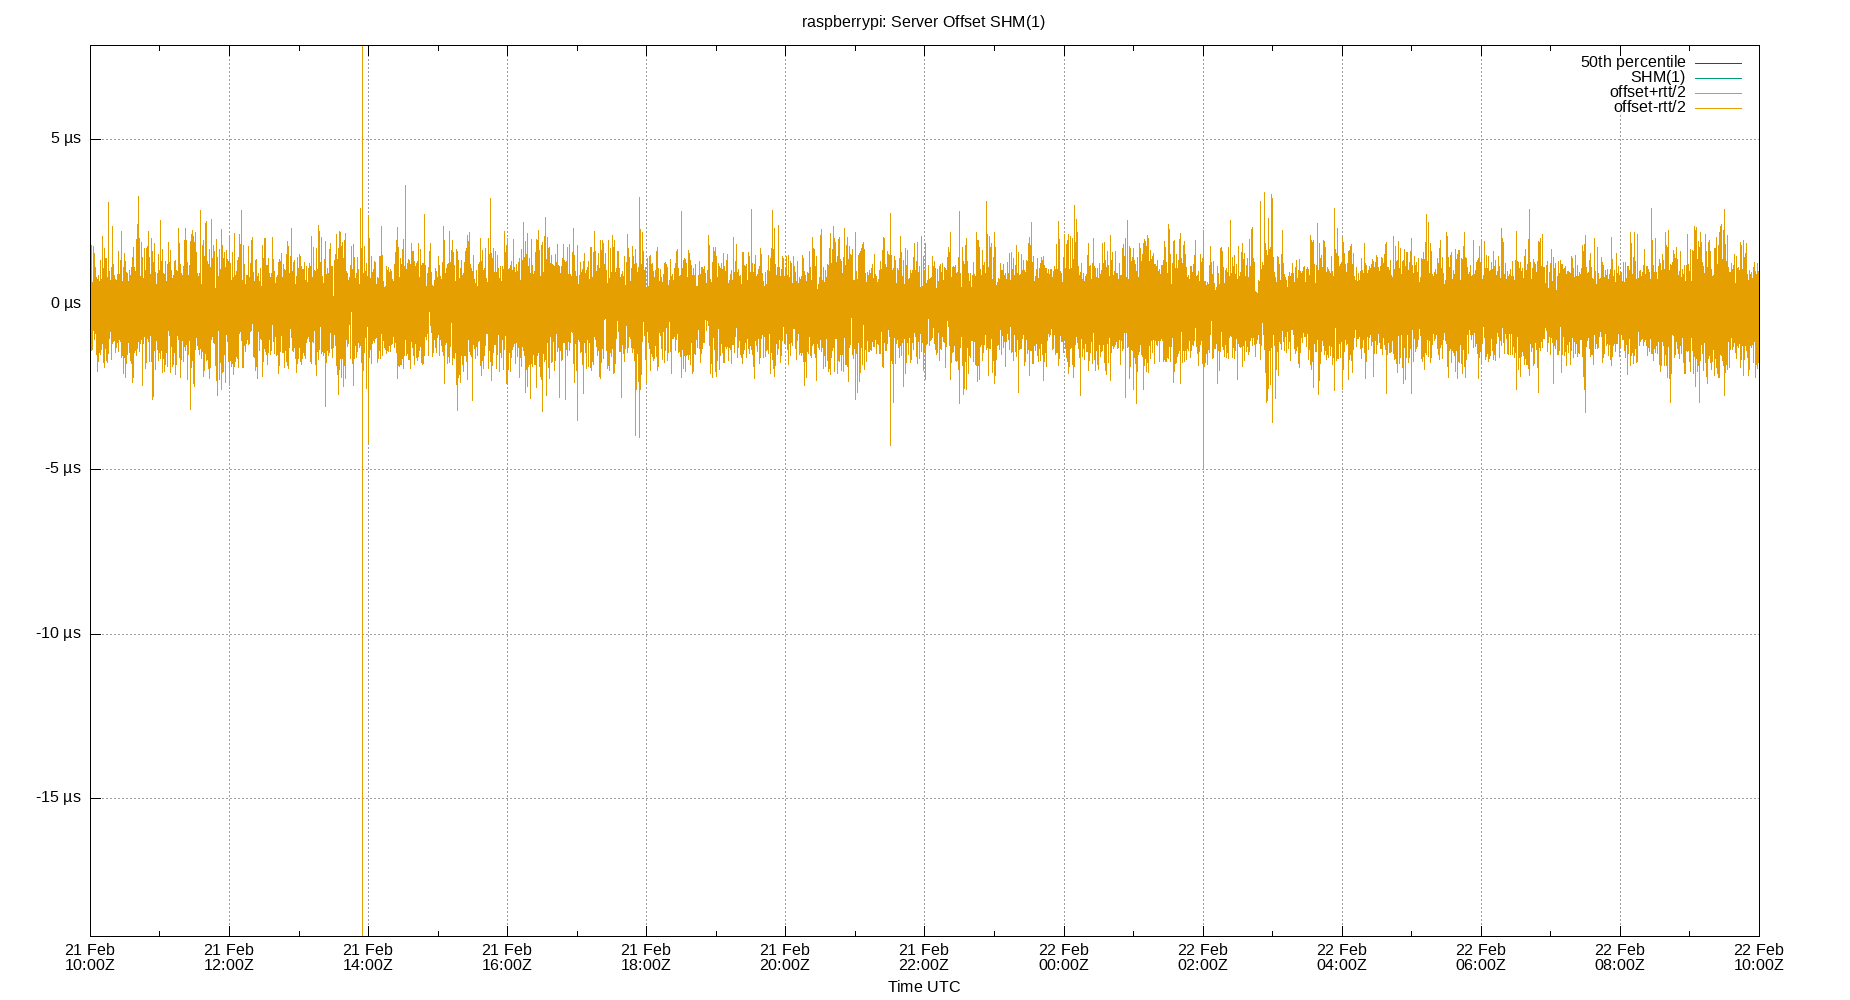 raspberrypi: Server Offset SHM(1)
50th percentile
SHM(1)
offset+rtt/2
offset-rtt/2
5 µs
0 µs
-5 µs
-10 µs
-15 µs
21 Feb 21 Feb 21 Feb 21 Feb 21 Feb 21 Feb 21 Feb 22 Feb 22 Feb 22 Feb 22 Feb 22 Feb 22 Feb
10:00Z 12:00Z 14:00Z 16:00Z 18:00Z 20:00Z 22:00Z 00:00Z 02:00Z 04:00Z 06:00Z 08:00Z 10:00Z
Time UTC